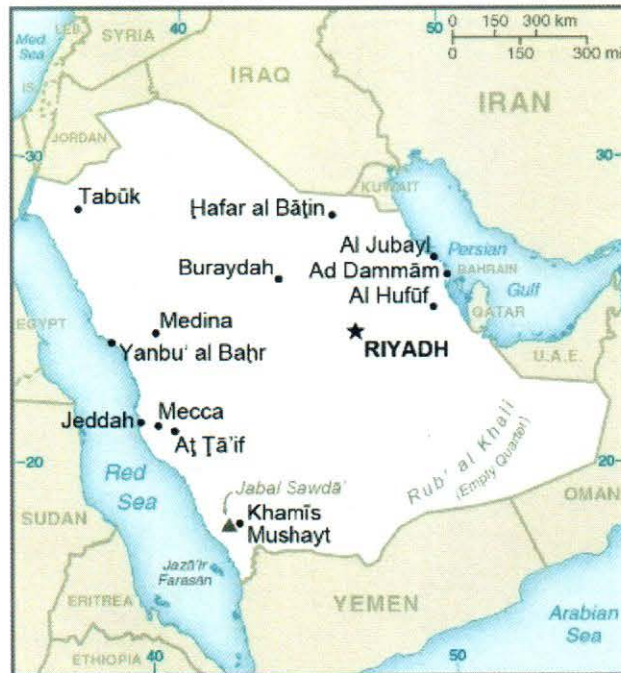 40
50
0 150 300 km
0 150 300 mi
Med.
Sea
LEB.
SYRIA
IS.
IRAQ
IRAN
JORDAN
30
30
KUWAIT
Tabūk
Ḩafar al Bāţin
Al Jubayl
Persian
Ad Dammām
BAHRAIN
Buraydah
Al Hufūf
Gulf
QATAR
EGYPT
Medina
RIYADH
Yanbu‘ al Baḩr
U.A.E.
Jeddah
Mecca
Aţ Ţā’if
Rub‘ al Khali
(Empty Quarter)
20
20
Red
Sea
Jabal Sawdā’
OMAN
SUDAN
Khamīs
Mushayt
Jazā’ir
Farasān
ERITREA
YEMEN
Arabian
Sea
ETHIOPIA
40
50